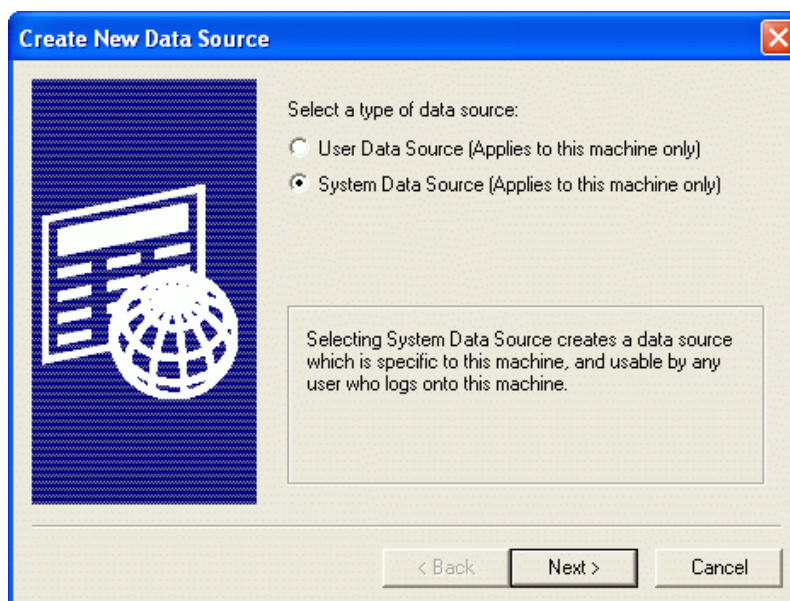 Create New Data Source
Select a type of data source:
User Data Source (Applies to this machine only)
System Data Source (Applies to this machine only)
Selecting System Data Source creates a data source
which is specific to this machine, and usable by any
user who logs onto this machine.
< Back
Next >
Cancel